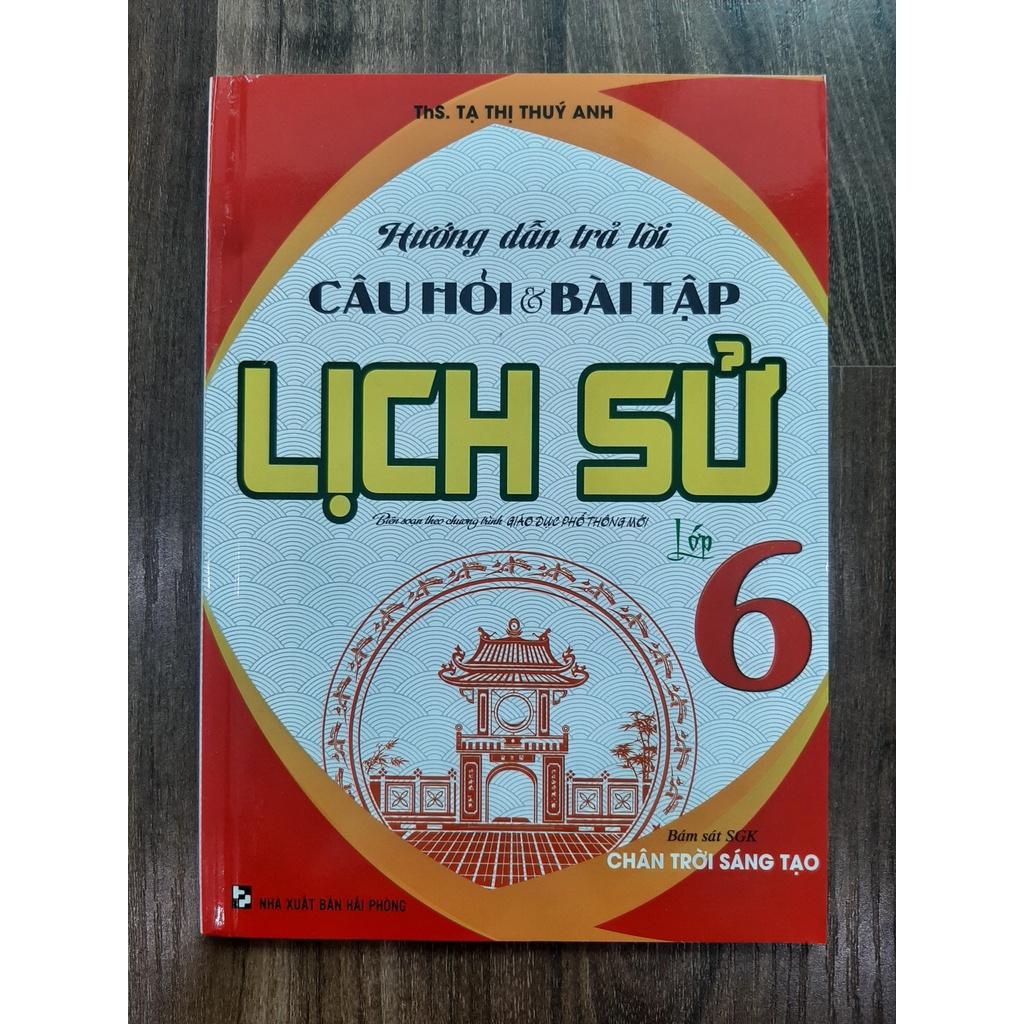 ThS. TẠ THỊ THUÝ ANH
Hướng dẫn trả lời
CÂU HỎI & BÀI TẬP
LỊCH SỬ
Biên soạn theo chương trình GIÁO DỤC PHỔ THÔNG MỚI
Lớp 6
Bám sát SGK
CHÂN TRỜI SÁNG TẠO
NHÀ XUẤT BẢN HẢI PHÒNG